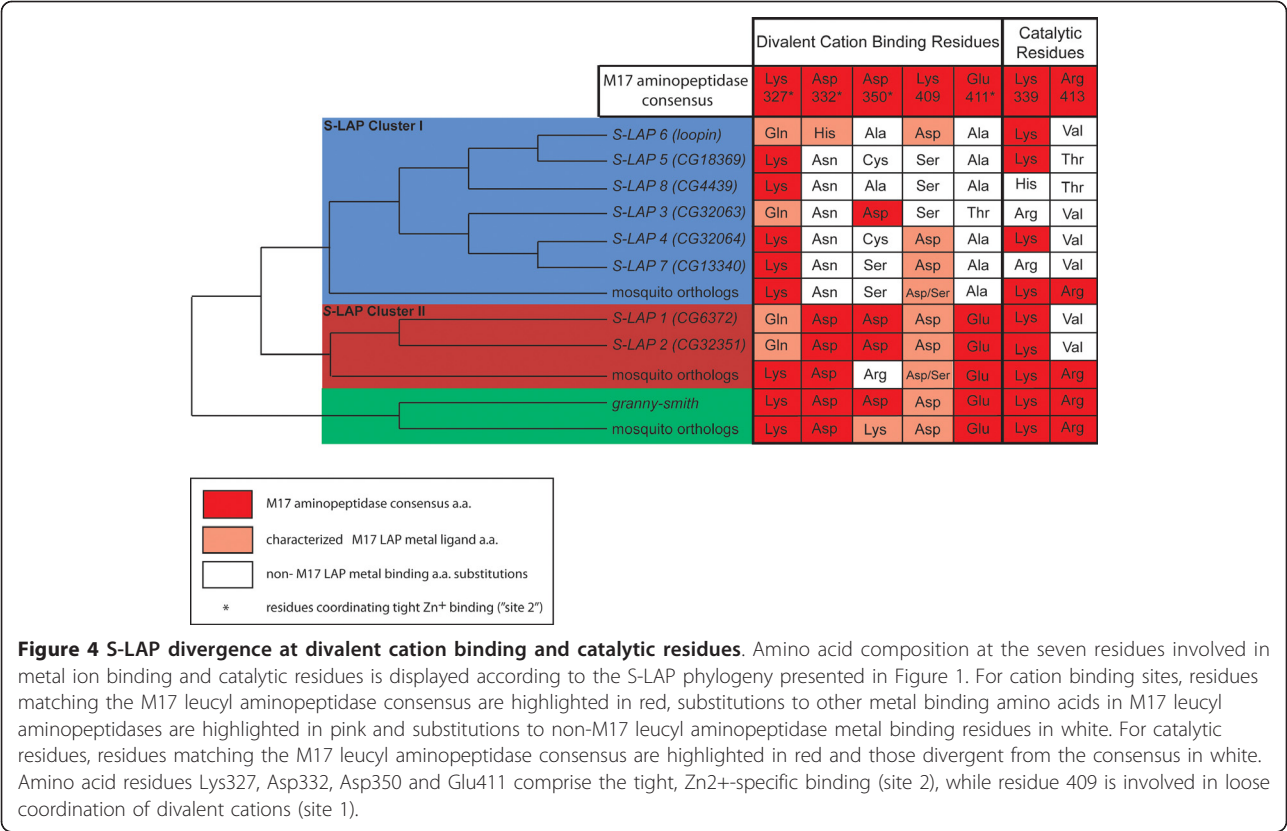 Divalent Cation Binding Residues Catalytic Residues
M17 aminopeptidase consensus Lys 327* Asp 332* Asp 350* Lys 409 Glu 411* Lys 339 Arg 413
S-LAP Cluster I
S-LAP 6 (loopin) Gln His Ala Asp Ala Lys Val
S-LAP 5 (CG18369) Lys Asn Cys Ser Ala Lys Thr
S-LAP 8 (CG4439) Lys Asn Ala Ser Ala His Thr
S-LAP 3 (CG32063) Gln Asn Asp Ser Thr Arg Val
S-LAP 4 (CG32064) Lys Asn Cys Asp Ala Lys Val
S-LAP 7 (CG13340) Lys Asn Ser Asp Ala Arg Val
mosquito orthologs Lys Asn Ser Asp/Ser Ala Lys Arg
S-LAP Cluster II
S-LAP 1 (CG6372) Gln Asp Asp Asp Glu Lys Val
S-LAP 2 (CG32351) Gln Asp Asp Asp Glu Lys Val
mosquito orthologs Lys Asp Arg Asp/Ser Glu Lys Arg
granny-smith Lys Asp Asp Asp Glu Lys Arg
mosquito orthologs Lys Asp Lys Asp Glu Lys Arg
M17 aminopeptidase consensus a.a.
characterized M17 LAP metal ligand a.a.
non- M17 LAP metal binding a.a. substitutions
* residues coordinating tight Zn+ binding ("site 2")
Figure 4 S-LAP divergence at divalent cation binding and catalytic residues. Amino acid composition at the seven residues involved in
metal ion binding and catalytic residues is displayed according to the S-LAP phylogeny presented in Figure 1. For cation binding sites, residues
matching the M17 leucyl aminopeptidase consensus are highlighted in red, substitutions to other metal binding amino acids in M17 leucyl
aminopeptidases are highlighted in pink and substitutions to non-M17 leucyl aminopeptidase metal binding residues in white. For catalytic
residues, residues matching the M17 leucyl aminopeptidase consensus are highlighted in red and those divergent from the consensus in white.
Amino acid residues Lys327, Asp332, Asp350 and Glu411 comprise the tight, Zn2+-specific binding (site 2), while residue 409 is involved in loose
coordination of divalent cations (site 1).